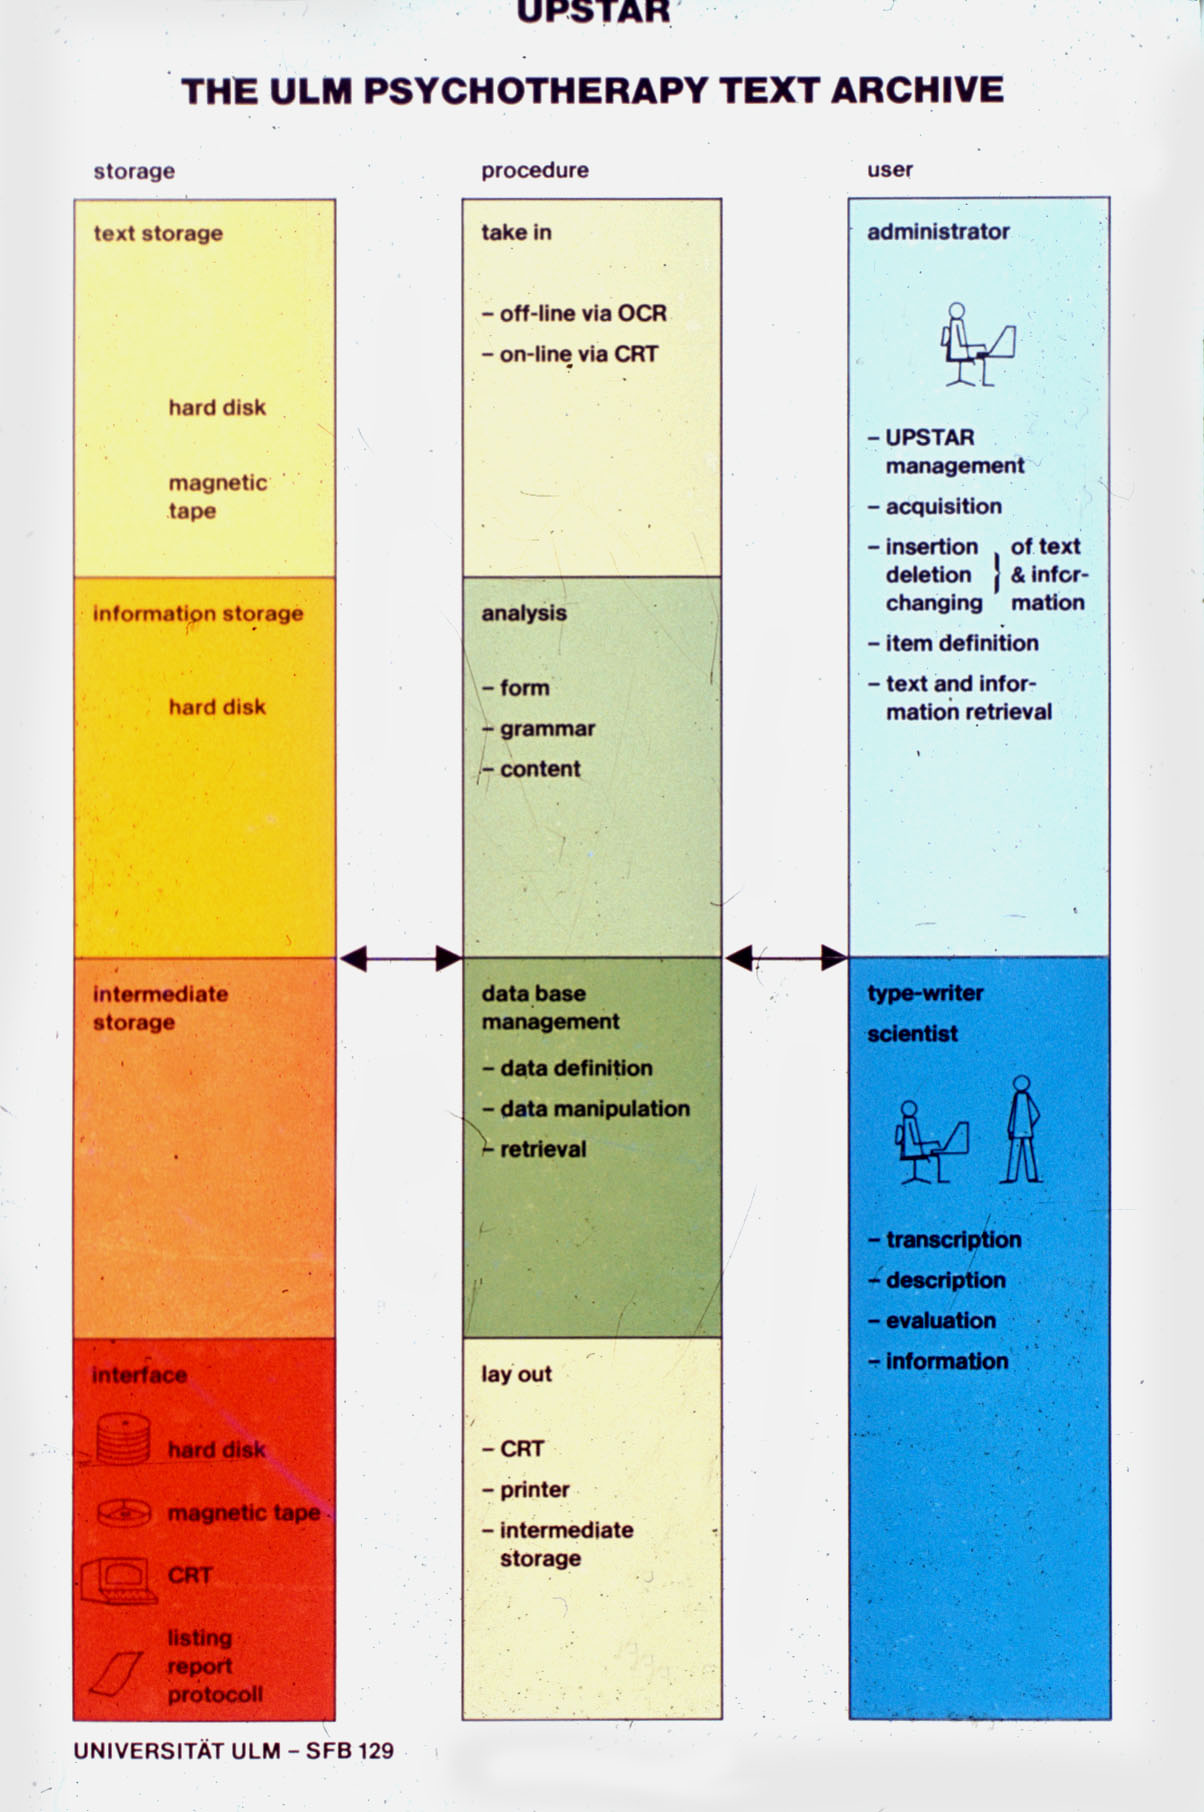 UPSTAR
THE ULM PSYCHOTHERAPY TEXT ARCHIVE
storage
text storage
hard disk
magnetic
tape
information storage
hard disk
intermediate
storage
interface
hard disk
magnetic tape
CRT
listing
report
protocoll
procedure
take in
– off-line via OCR
– on-line via CRT
analysis
– form
– grammar
– content
data base
management
– data definition
– data manipulation
– retrieval
lay out
– CRT
– printer
– intermediate
storage
user
administrator
– UPSTAR
management
– acquisition
– insertion } of text
deletion & infor-
changing mation
– item definition
– text and infor-
mation retrieval
type-writer
scientist
– transcription
– description
– evaluation
– information
UNIVERSITÄT ULM – SFB 129